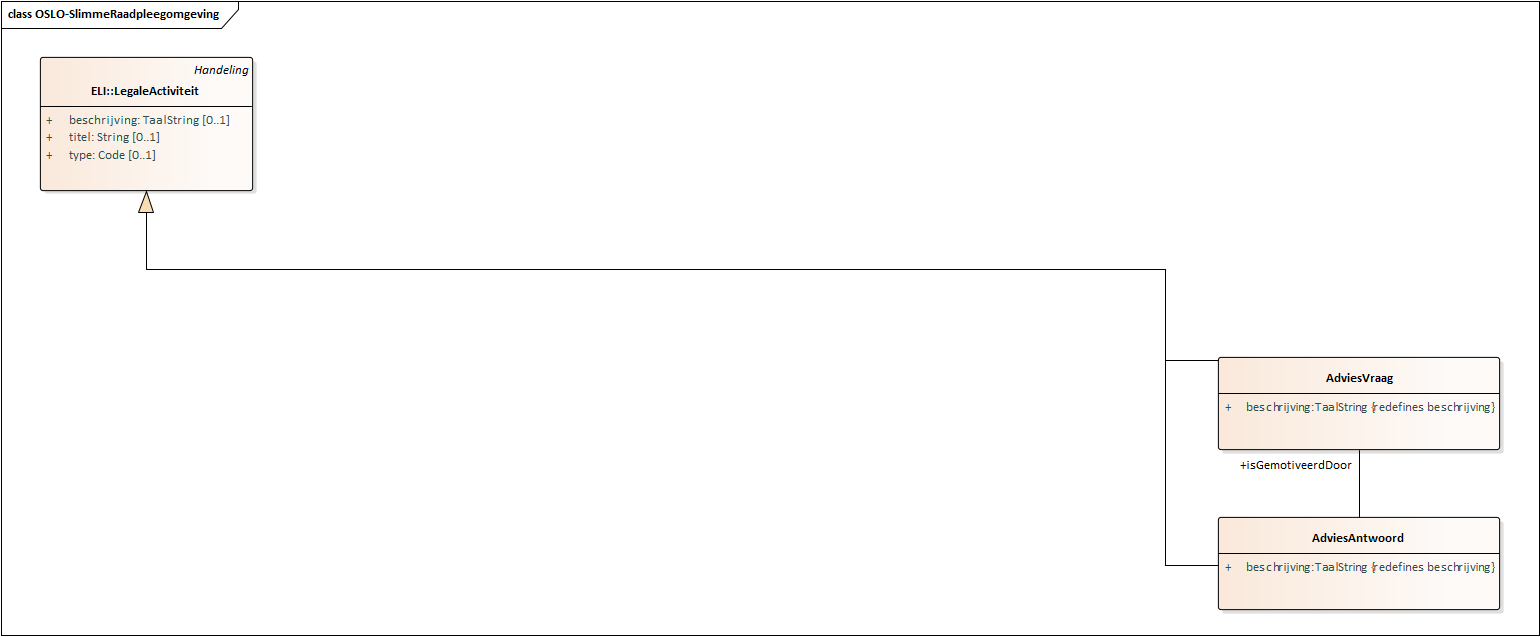 class OSLO-SlimmeRaadpleegomgeving
Handeling
ELI::LegaleActiviteit
+ beschrijving: TaalString [0..1]
+ titel: String [0..1]
+ type: Code [0..1]
AdviesVraag
+ beschrijving:TaalString {redefines beschrijving}
+isGemotiveerdDoor
AdviesAntwoord
+ beschrijving:TaalString {redefines beschrijving}